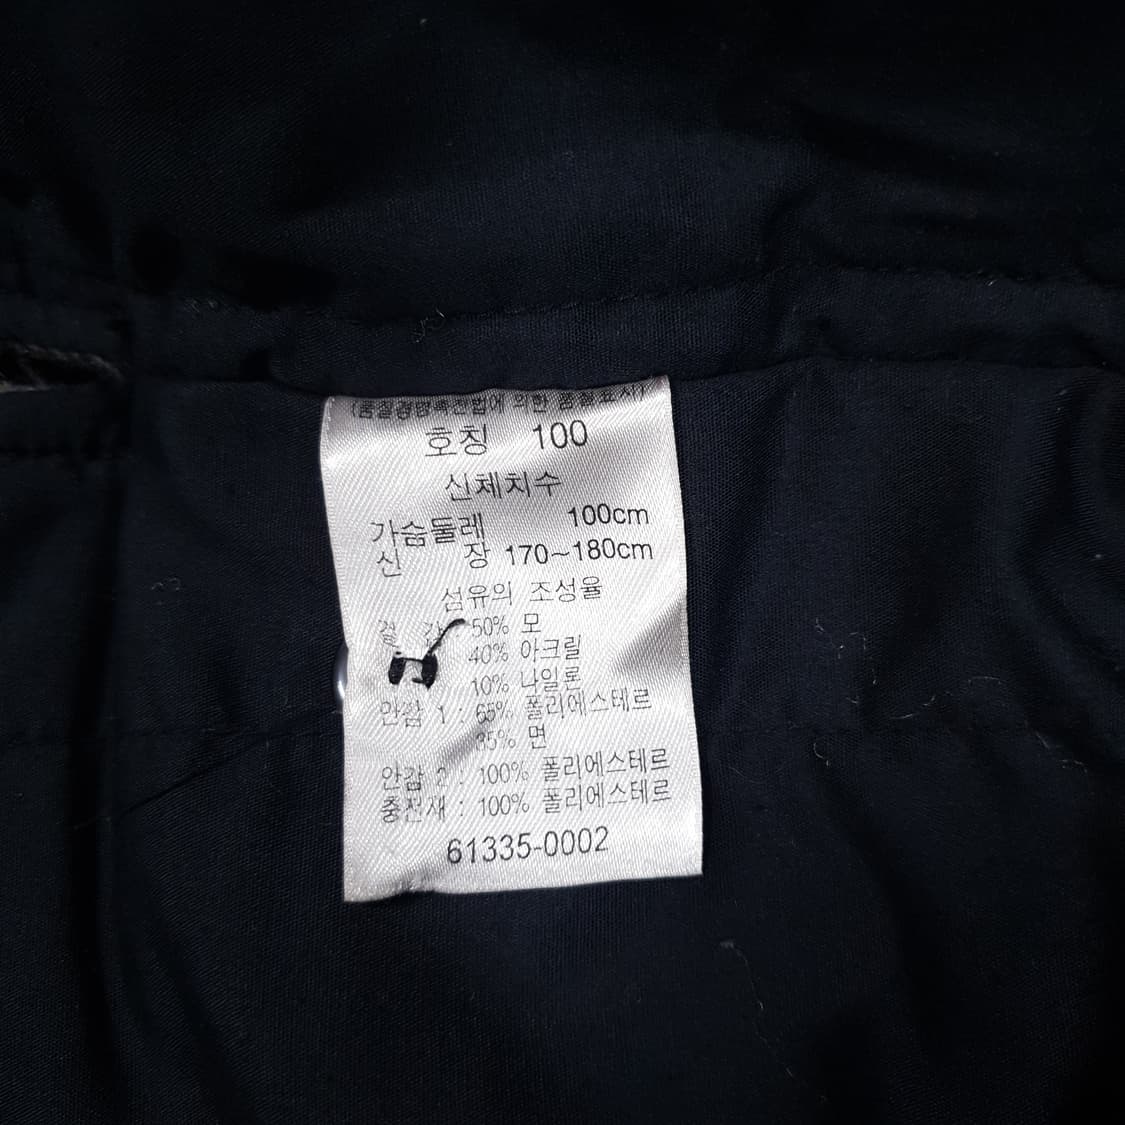 (품질경영촉진법에 의한 품질표시)
호칭 100
신체치수
가슴둘레 100cm
신 장 170~180cm
섬유의 조성율
겉 감 50% 모
40% 아크릴
10% 나일론
안감 1 : 65% 폴리에스테르
35% 면
안감 2 : 100% 폴리에스테르
충전재 : 100% 폴리에스테르
61335-0002